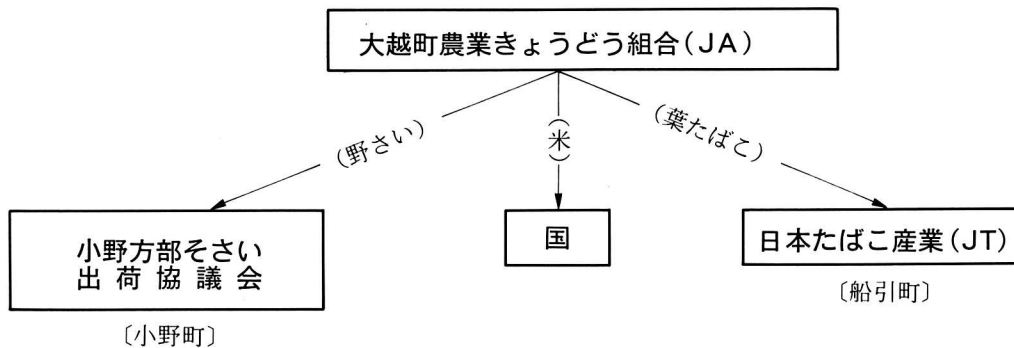 大越町農業きょうどう組合(JA)
(野さい)
(米)
(葉たばこ)
小野方部そさい
出荷協議会
国
日本たばこ産業(JT)
〔小野町〕
〔船引町〕